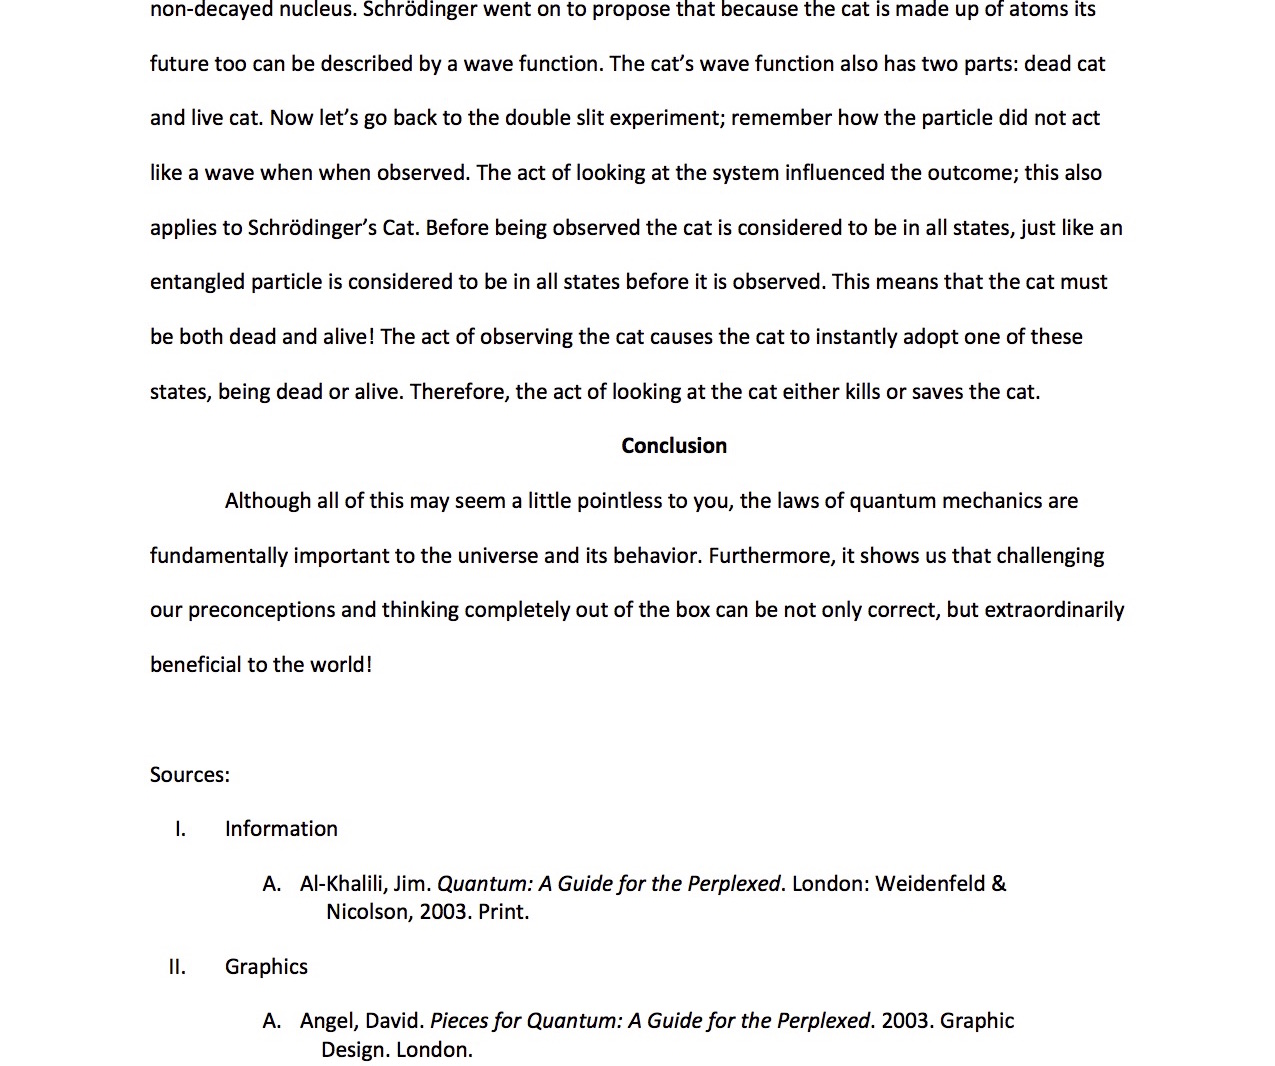 non-decayed nucleus. Schrödinger went on to propose that because the cat is made up of atoms its
future too can be described by a wave function. The cat’s wave function also has two parts: dead cat
and live cat. Now let’s go back to the double slit experiment; remember how the particle did not act
like a wave when when observed. The act of looking at the system influenced the outcome; this also
applies to Schrödinger’s Cat. Before being observed the cat is considered to be in all states, just like an
entangled particle is considered to be in all states before it is observed. This means that the cat must
be both dead and alive! The act of observing the cat causes the cat to instantly adopt one of these
states, being dead or alive. Therefore, the act of looking at the cat either kills or saves the cat.
Conclusion
Although all of this may seem a little pointless to you, the laws of quantum mechanics are
fundamentally important to the universe and its behavior. Furthermore, it shows us that challenging
our preconceptions and thinking completely out of the box can be not only correct, but extraordinarily
beneficial to the world!
Sources:
I. Information
A. Al-Khalili, Jim. Quantum: A Guide for the Perplexed. London: Weidenfeld &
Nicolson, 2003. Print.
II. Graphics
A. Angel, David. Pieces for Quantum: A Guide for the Perplexed. 2003. Graphic
Design. London.